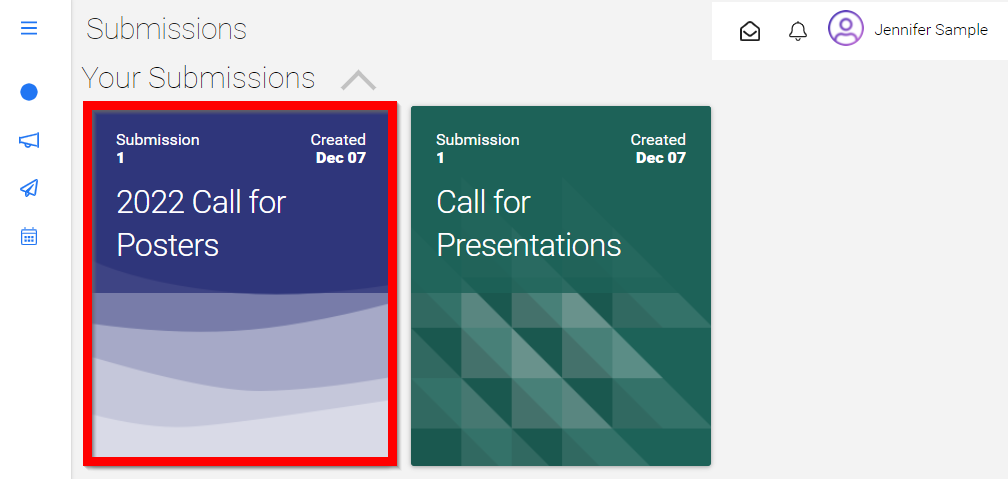 Submissions
Jennifer Sample
Your Submissions
Submission
1
Created
Dec 07
2022 Call for
Posters
Submission
1
Created
Dec 07
Call for
Presentations